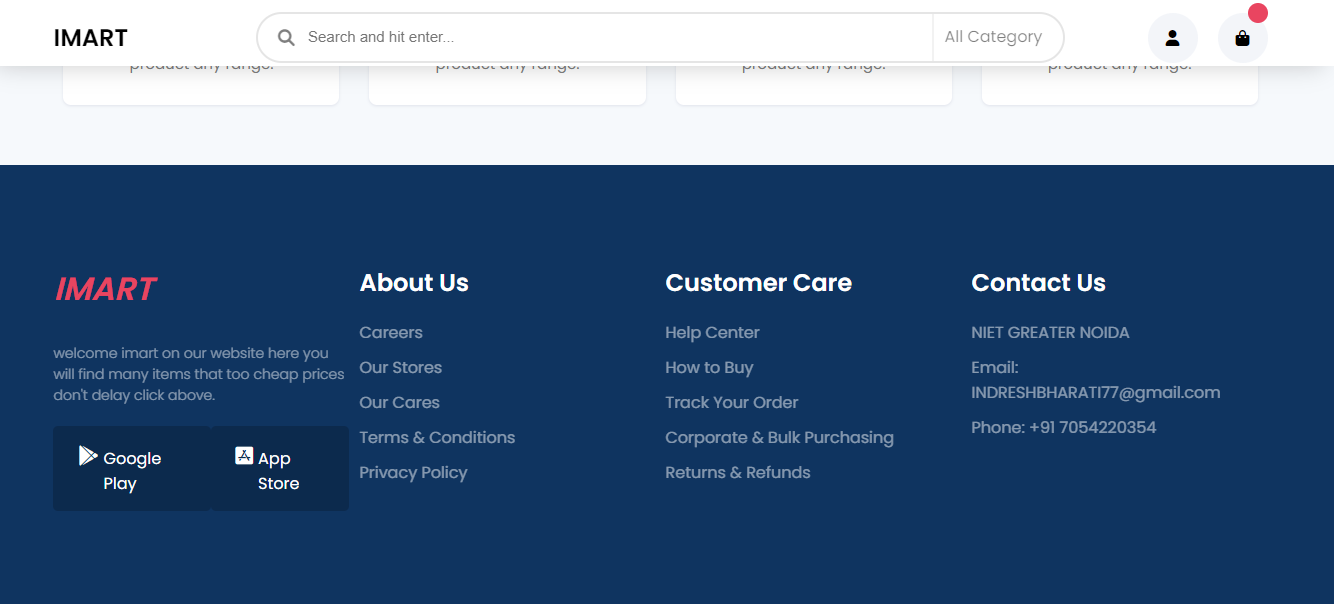 IMART
Search and hit enter...
All Category
product any range.
product any range.
product any range.
product any range.
IMART
welcome imart on our website here you
will find many items that too cheap prices
don't delay click above.
Google
Play
App
Store
About Us
Careers
Our Stores
Our Cares
Terms & Conditions
Privacy Policy
Customer Care
Help Center
How to Buy
Track Your Order
Corporate & Bulk Purchasing
Returns & Refunds
Contact Us
NIET GREATER NOIDA
Email:
INDRESHBHARATI77@gmail.com
Phone: +91 7054220354